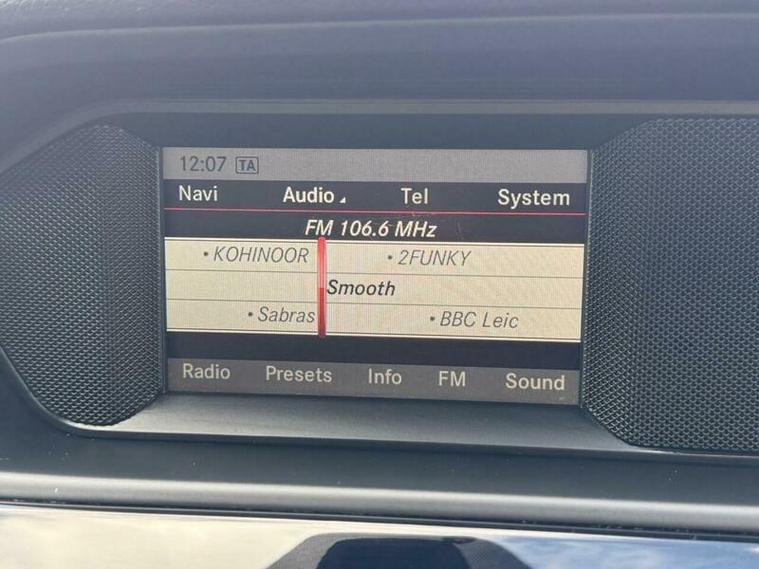 12:07 TA
Navi Audio Tel System
FM 106.6 MHz
• KOHINOOR • 2FUNKY
Smooth
• Sabras • BBC Leic
Radio Presets Info FM Sound